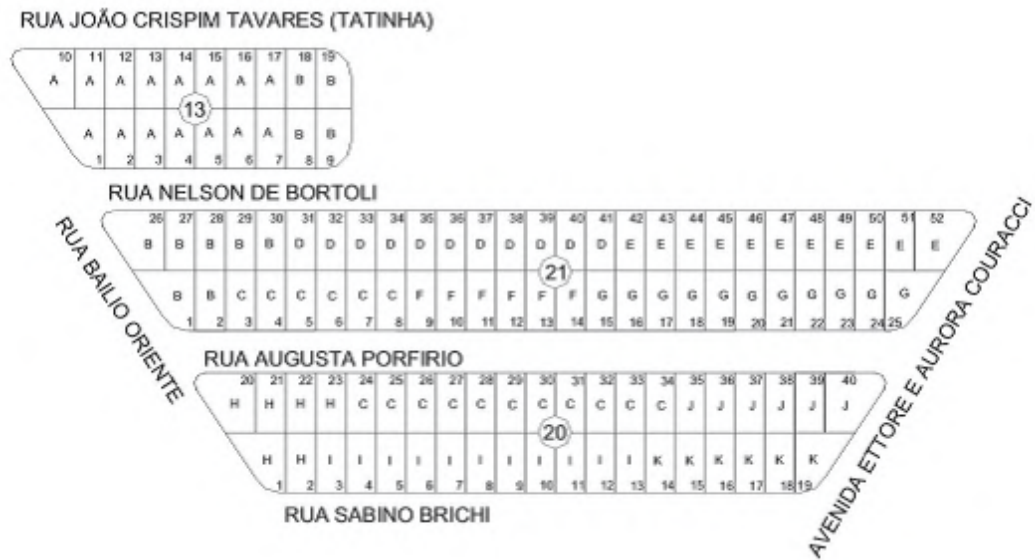 RUA JOÃO CRISPIM TAVARES (TATINHA)
10 11 12 13 14 15 16 17 18 19
A A A A A A A A B B
13
A A A A A A A B B
1 2 3 4 5 6 7 8 9
RUA NELSON DE BORTOLI
26 27 28 29 30 31 32 33 34 35 36 37 38 39 40 41 42 43 44 45 46 47 48 49 50 51 52
B B B B B D D D D D D D D D D D E E E E E E E E E E E
21
B B C C C C C C F F F F F F G G G G G G G G G G G
1 2 3 4 5 6 7 8 9 10 11 12 13 14 15 16 17 18 19 20 21 22 23 24 25
RUA BAILIO ORIENTE
AVENIDA ETTORE E AURORA COURACCI
RUA AUGUSTA PORFIRIO
20 21 22 23 24 25 26 27 28 29 30 31 32 33 34 35 36 37 38 39 40
H H H H C C C C C C C C C C C J J J J J J
20
H H I I I I I I I I I I I K K K K K K
1 2 3 4 5 6 7 8 9 10 11 12 13 14 15 16 17 18 19
RUA SABINO BRICHI